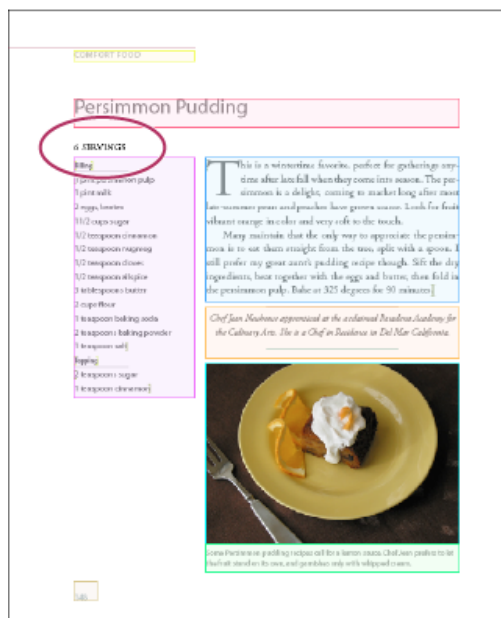 COMFORT FOOD
Persimmon Pudding
6 SERVINGS
Filling
3 pint persimmon pulp
1 pint milk
2 eggs, beaten
1 1/2 cups sugar
1/2 teaspoon cinnamon
1/2 teaspoon nugmeg
1/2 teaspoon cloves
1/2 teaspoon allspice
3 tablespoons butter
2 cups flour
1 teaspoon baking soda
2 teaspoons baking powder
1 teaspoon salt
Topping
2 teaspoons sugar
1 teaspoon cinnamon
This is a wintertime favorite, perfect for gatherings any-
time after late fall when they come into season. The per-
simmon is a delight, coming to market long after most
late-summer pears and peaches have grown scarce. Look for fruit
vibrant orange in color and very soft to the touch.
Many maintain that the only way to appreciate the persim-
mon is to eat them straight from the tree, split with a spoon. I
still prefer my great aunt's pudding recipe though. Sift the dry
ingredients, beat together with the eggs and butter, then fold in
the persimmon pulp. Bake at 325 degrees for 90 minutes.
Chef Jean Newhouse apprenticed at the acclaimed Pasadena Academy for
the Culinary Arts. She is a Chef in Residence in Del Mar California.
Some Persimmon pudding recipes call for a lemon sauce. Chef Jean prefers to let
the fruit stand on its own, and garnishes only with whipped cream.